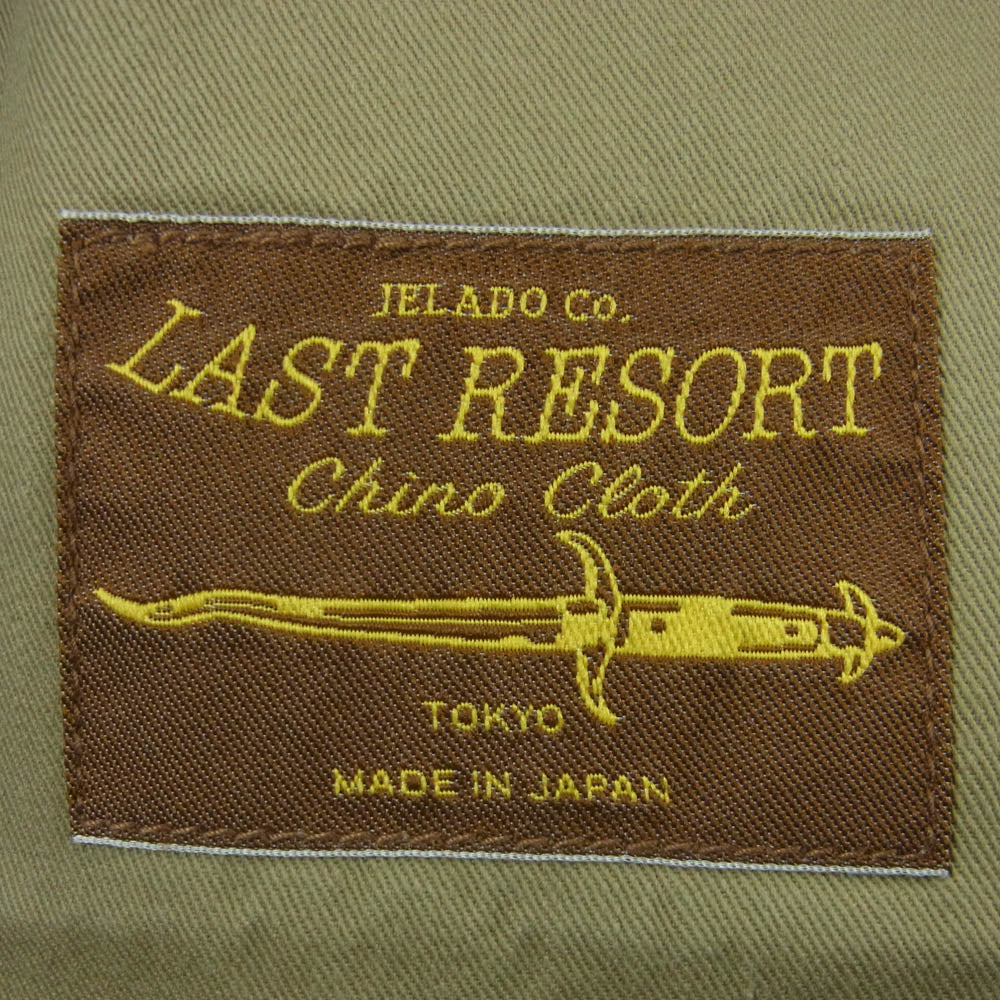 JELADO Co.
LAST RESORT
Chino Cloth
TOKYO
MADE IN JAPAN